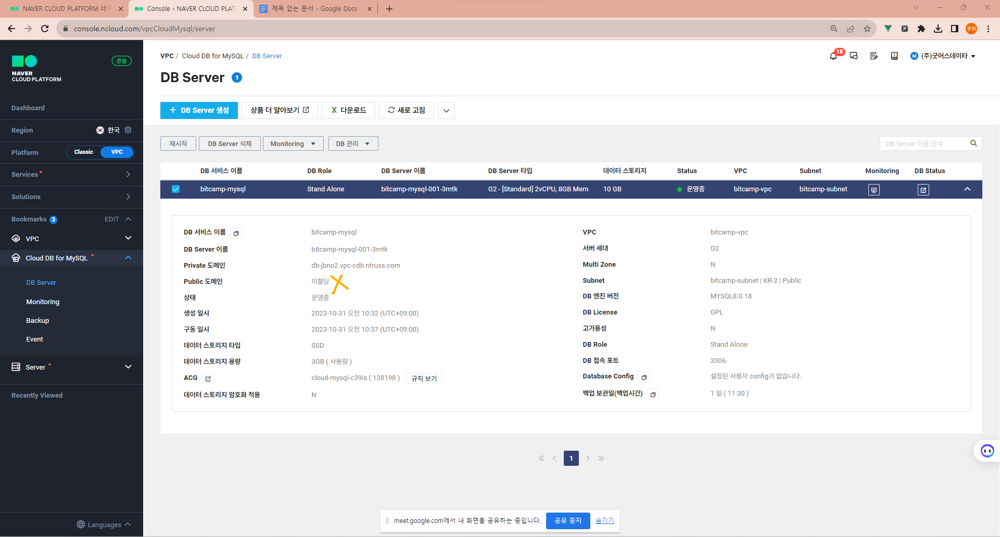 NAVER CLOUD PLATFORM 네이
Console - NAVER CLOUD PLAT
제목 없는 문서 - Google Docs
console.ncloud.com/vpcCloudMysql/server
문희
NAVER
CLOUD PLATFORM
콘솔
VPC / Cloud DB for MySQL / DB Server
18
M (주)굿어스데이타
DB Server 1
+ DB Server 생성
상품 더 알아보기
X 다운로드
새로 고침
Dashboard
Region 한국
Platform Classic VPC
Services
Solutions
Bookmarks 3 EDIT
VPC
Cloud DB for MySQL
DB Server
Monitoring
Backup
Event
Server
Recently Viewed
Languages
재시작
DB Server 삭제
Monitoring
DB 관리
DB Server 이름 검색
DB 서비스 이름 DB Role DB Server 이름 DB Server 타입 데이터 스토리지 Status VPC Subnet Monitoring DB Status
bitcamp-mysql Stand Alone bitcamp-mysql-001-3mtk G2 - [Standard] 2vCPU, 8GB Mem 10 GB 운영중 bitcamp-vpc bitcamp-subnet
DB 서비스 이름 bitcamp-mysql
DB Server 이름 bitcamp-mysql-001-3mtk
Private 도메인 db-jbno2.vpc-cdb.ntruss.com
Public 도메인 미할당
상태 운영중
생성 일시 2023-10-31 오전 10:32 (UTC+09:00)
구동 일시 2023-10-31 오전 10:37 (UTC+09:00)
데이터 스토리지 타입 SSD
데이터 스토리지 용량 3GB ( 사용량 )
ACG cloud-mysql-c39is ( 138198 ) 규칙 보기
데이터 스토리지 암호화 적용 N
VPC bitcamp-vpc
서버 세대 G2
Multi Zone N
Subnet bitcamp-subnet | KR-2 | Public
DB 엔진 버전 MYSQL8.0.18
DB License GPL
고가용성 N
DB Role Stand Alone
DB 접속 포트 3306
Database Config 설정된 사용자 config가 없습니다.
백업 보관일(백업시간) 1 일 ( 11:30 )
1
meet.google.com에서 내 화면을 공유하는 중입니다. 공유 중지 숨기기